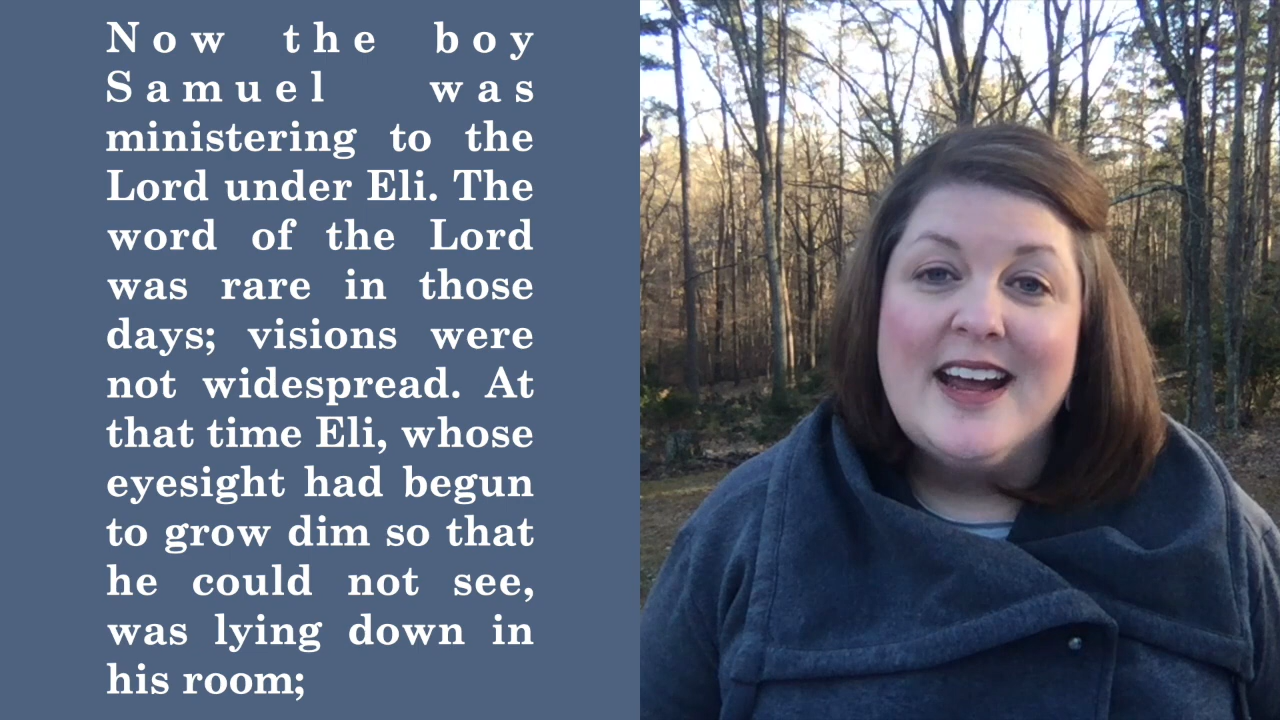 Now the boy
Samuel was
ministering to the
Lord under Eli. The
word of the Lord
was rare in those
days; visions were
not widespread. At
that time Eli, whose
eyesight had begun
to grow dim so that
he could not see,
was lying down in
his room;